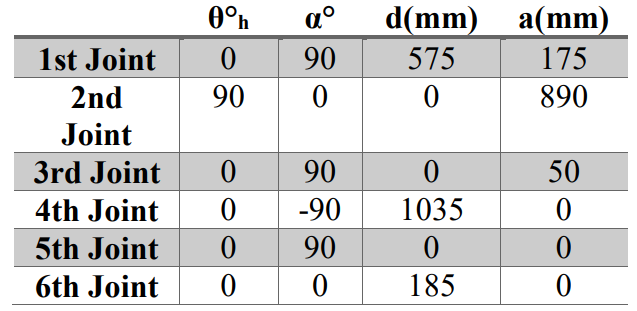 θ°h α° d(mm) a(mm)
1st Joint 0 90 575 175
2nd 90 0 0 890
Joint
3rd Joint 0 90 0 50
4th Joint 0 -90 1035 0
5th Joint 0 90 0 0
6th Joint 0 0 185 0